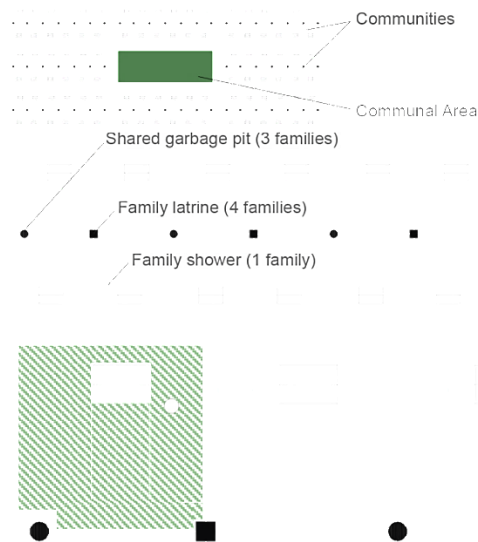 Communities
Communal Area
Shared garbage pit (3 families)
Family latrine (4 families)
Family shower (1 family)